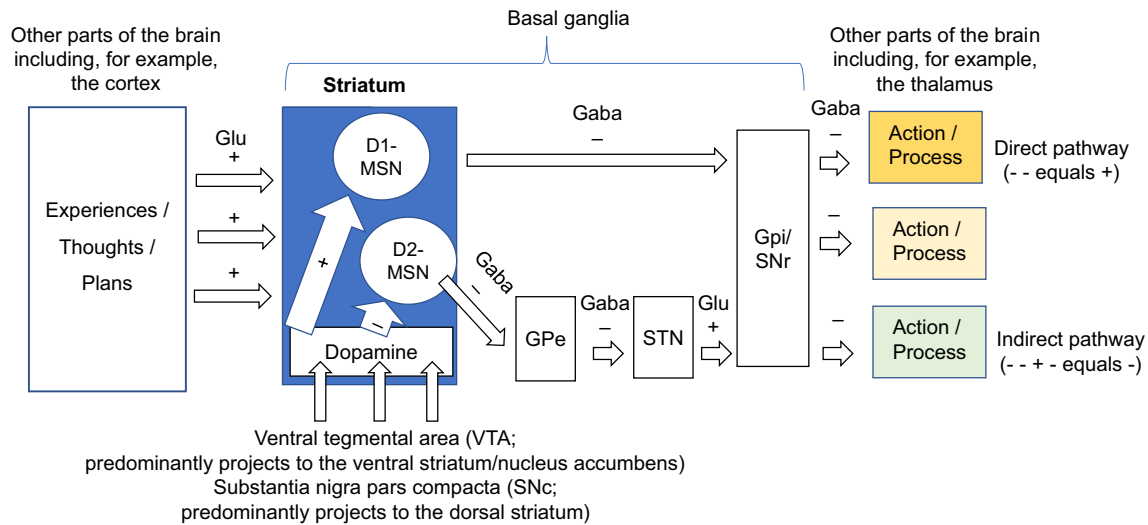 Basal ganglia
Other parts of the brain
including, for example,
the cortex
Other parts of the brain
including, for example,
the thalamus
Striatum
Glu
+
+
+
Experiences /
Thoughts /
Plans
D1-
MSN
D2-
MSN
+
–
Dopamine
Gaba
–
Gaba
–
GPe
Gaba
–
STN
Glu
+
Gpi/
SNr
Gaba
–
–
–
Action /
Process
Direct pathway
(- - equals +)
Action /
Process
Action /
Process
Indirect pathway
(- - + - equals -)
Ventral tegmental area (VTA;
predominantly projects to the ventral striatum/nucleus accumbens)
Substantia nigra pars compacta (SNc;
predominantly projects to the dorsal striatum)